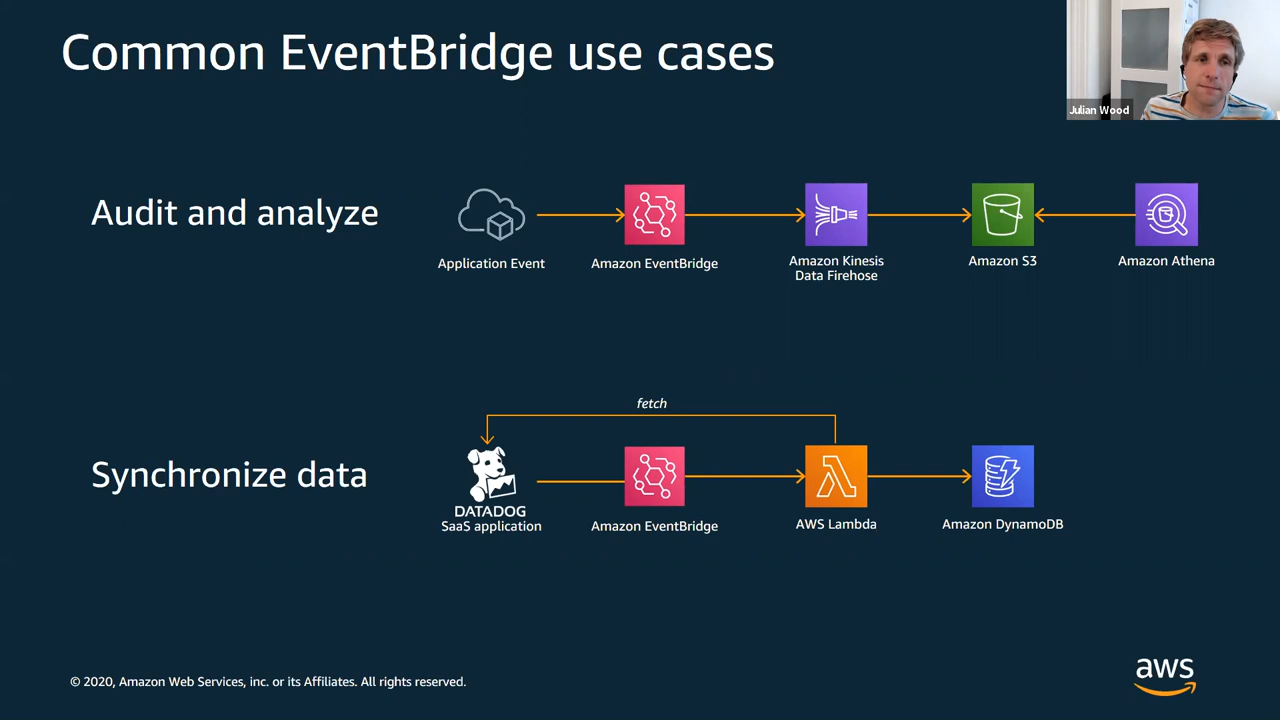 Common EventBridge use cases
Julian Wood
Audit and analyze
Application Event
Amazon EventBridge
Amazon Kinesis
Data Firehose
Amazon S3
Amazon Athena
fetch
Synchronize data
DATADOG
SaaS application
Amazon EventBridge
AWS Lambda
Amazon DynamoDB
© 2020, Amazon Web Services, inc. or its Affiliates. All rights reserved.
aws